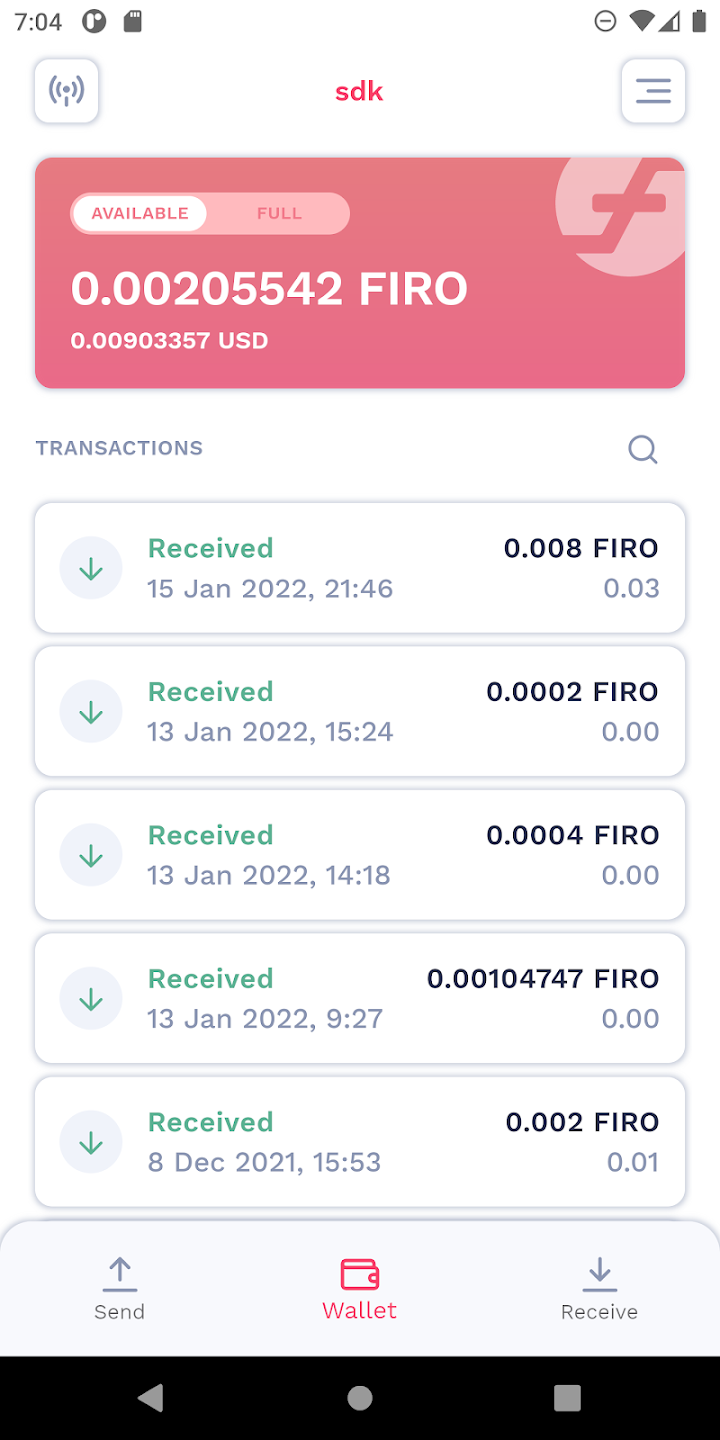 7:04
sdk
AVAILABLE FULL
0.00205542 FIRO
0.00903357 USD
TRANSACTIONS
Received 0.008 FIRO
15 Jan 2022, 21:46 0.03
Received 0.0002 FIRO
13 Jan 2022, 15:24 0.00
Received 0.0004 FIRO
13 Jan 2022, 14:18 0.00
Received 0.00104747 FIRO
13 Jan 2022, 9:27 0.00
Received 0.002 FIRO
8 Dec 2021, 15:53 0.01
Send Wallet Receive